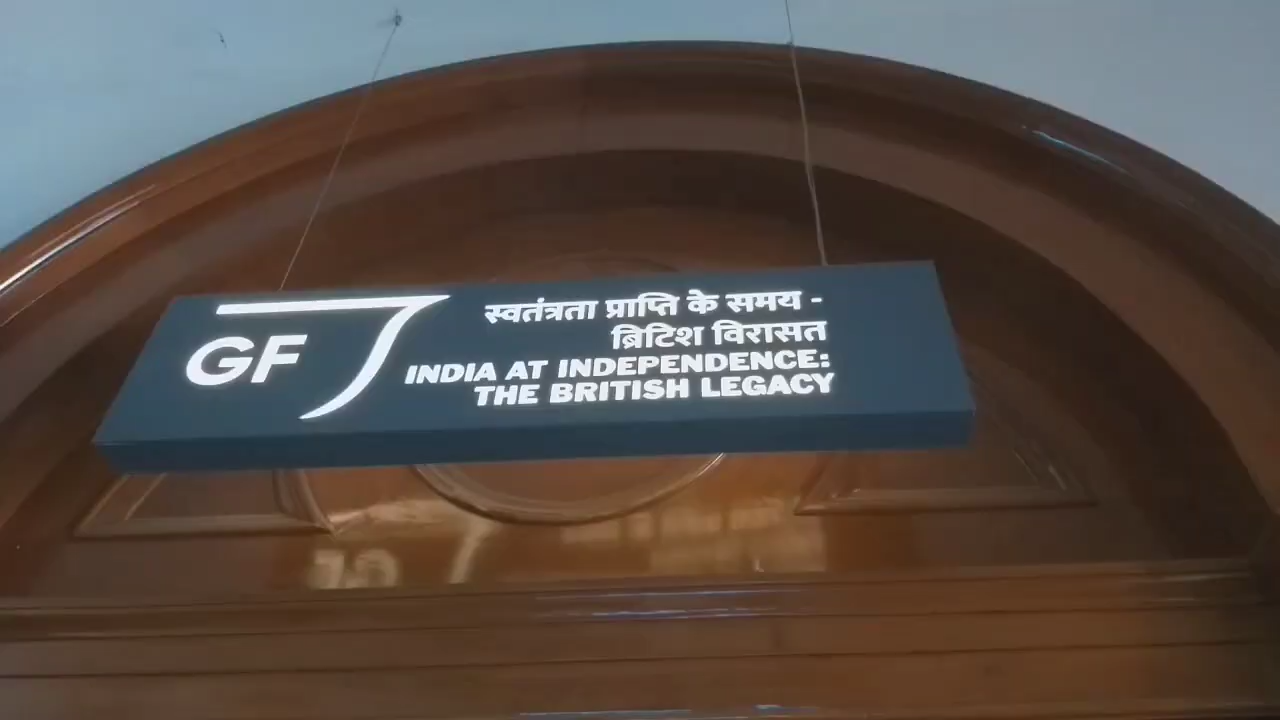 GF
स्वतंत्रता प्राप्ति के समय -
ब्रिटिश विरासत
INDIA AT INDEPENDENCE:
THE BRITISH LEGACY